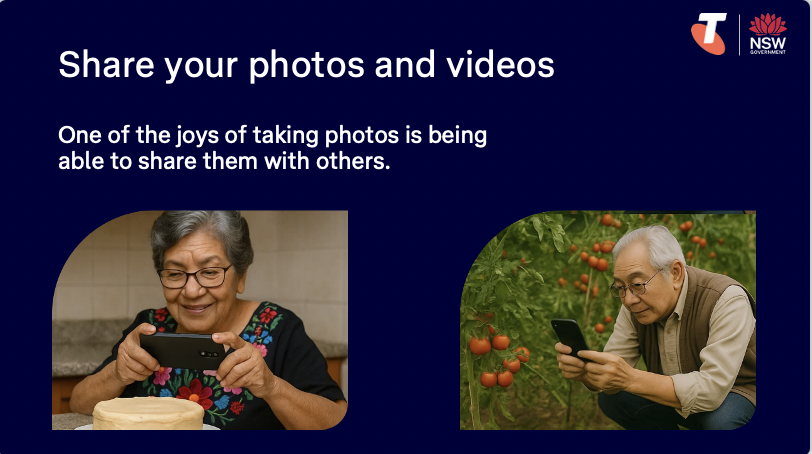 Share your photos and videos
One of the joys of taking photos is being
able to share them with others.
T
NSW
GOVERNMENT